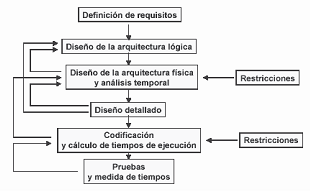 Definición de requisitos
Diseño de la arquitectura lógica
Diseño de la arquitectura física
y análisis temporal
Restricciones
Diseño detallado
Codificación
y cálculo de tiempos de ejecución
Restricciones
Pruebas
y medida de tiempos